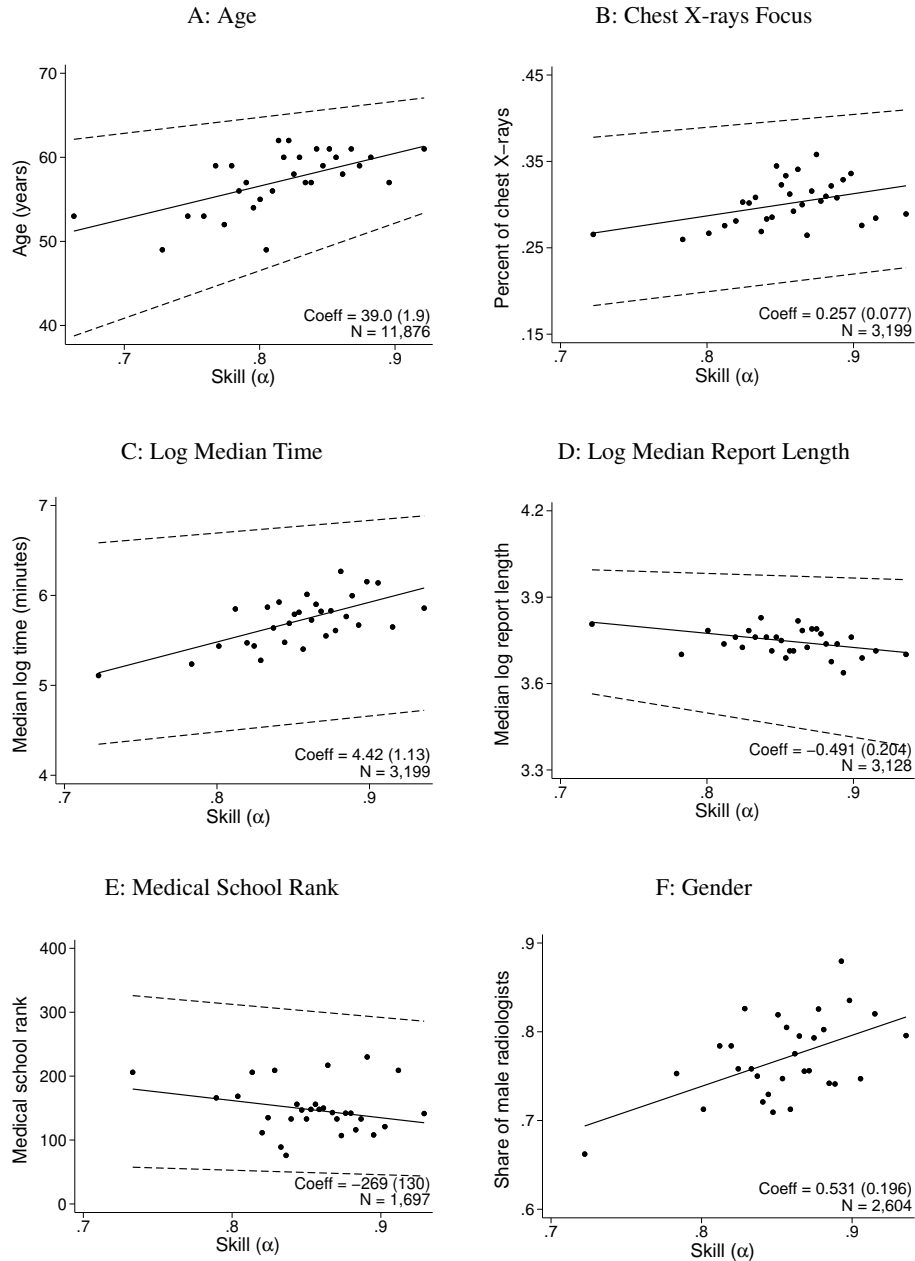 A: Age
70
60
50
40
Age (years)
Coeff = 39.0 (1.9)
N = 11,876
.7
.8
.9
Skill (α)
B: Chest X-rays Focus
.45
.35
.25
.15
Percent of chest X−rays
Coeff = 0.257 (0.077)
N = 3,199
.7
.8
.9
Skill (α)
C: Log Median Time
7
6
5
4
Median log time (minutes)
Coeff = 4.42 (1.13)
N = 3,199
.7
.8
.9
Skill (α)
D: Log Median Report Length
4.2
3.9
3.6
3.3
Median log report length
Coeff = −0.491 (0.204)
N = 3,128
.7
.8
.9
Skill (α)
E: Medical School Rank
400
300
200
100
0
Medical school rank
Coeff = −269 (130)
N = 1,697
.7
.8
.9
Skill (α)
F: Gender
.9
.8
.7
.6
Share of male radiologists
Coeff = 0.531 (0.196)
N = 2,604
.7
.8
.9
Skill (α)